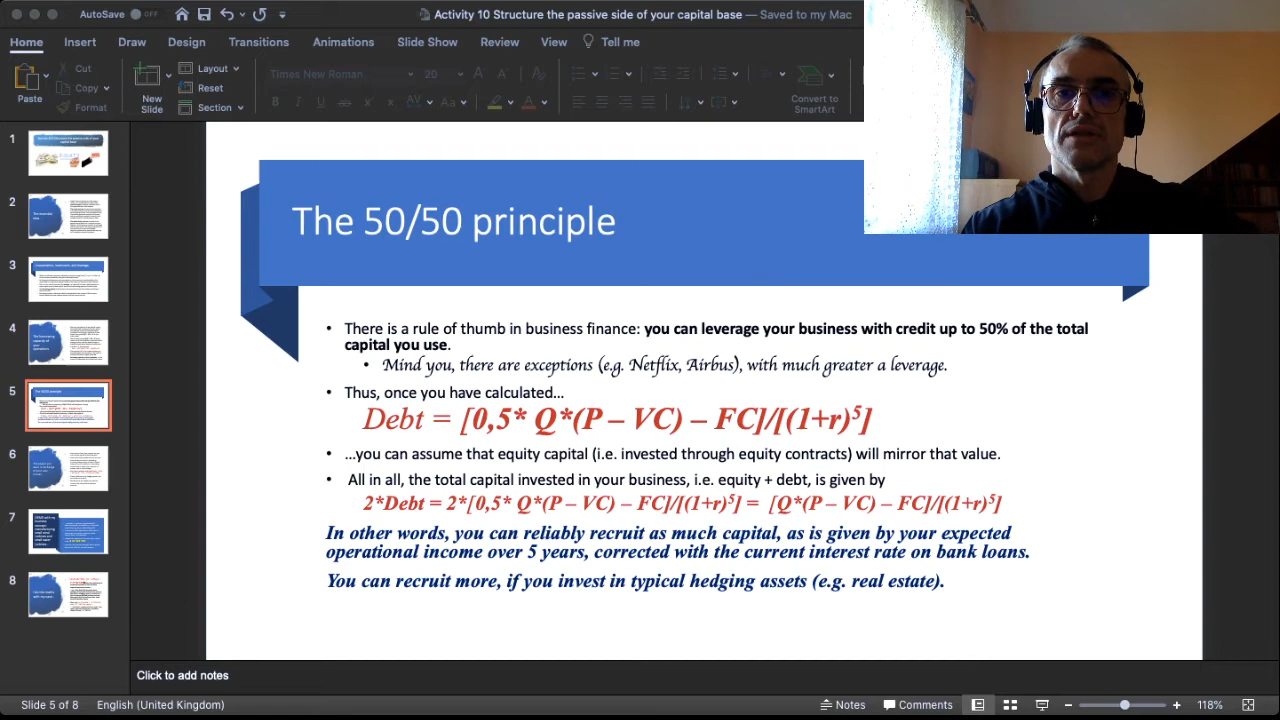 AutoSave OFF
Activity 10 Structure the passive side of your capital base — Saved to my Mac
Home Insert Draw Design Transitions Animations Slide Show Review View Tell me
Paste
Cut
Copy
Format
New Slide
Layout
Reset
Section
Times New Roman 20
Convert to SmartArt
1
2
3
4
5
6
7
8
The 50/50 principle
• There is a rule of thumb in business finance: you can leverage your business with credit up to 50% of the total
capital you use.
• Mind you, there are exceptions (e.g. Netflix, Airbus), with much greater a leverage.
• Thus, once you have calculated…
Debt = [0,5* Q*(P – VC) – FC]/[(1+r)⁵]
• …you can assume that equity capital (i.e. invested through equity contracts) will mirror that value.
• All in all, the total capital invested in your business, i.e. equity + debt, is given by
2*Debt = 2*[0,5* Q*(P – VC) – FC]/[(1+r)⁵] = [Q*(P – VC) – FC]/[(1+r)⁵]
In other words, you can reliably recruit as much capital, as is given by your expected
operational income over 5 years, corrected with the current interest rate on bank loans.
You can recruit more, if you invest in typical hedging assets (e.g. real estate).
Click to add notes
Slide 5 of 8 English (United Kingdom) Notes Comments 118%